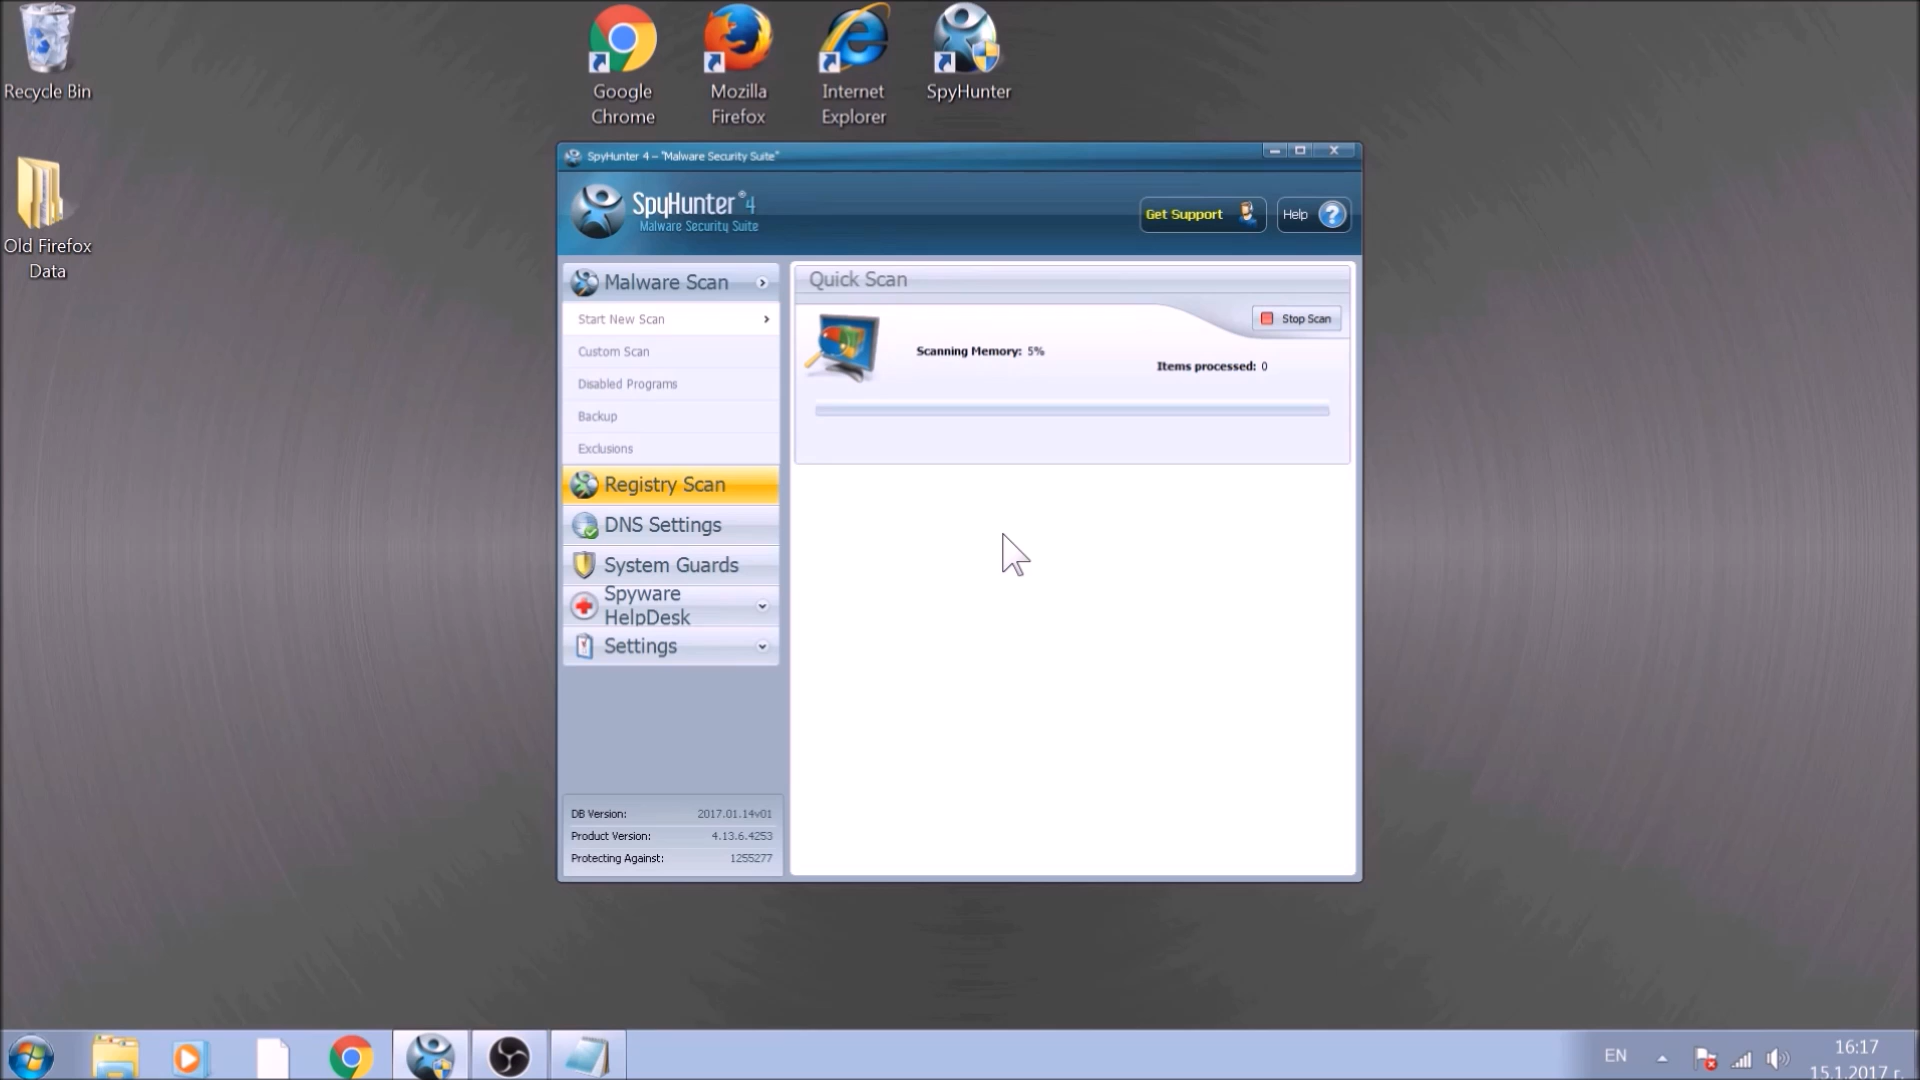 Recycle Bin
Google
Chrome
Mozilla
Firefox
Internet
Explorer
SpyHunter
Old Firefox
Data
SpyHunter 4 – "Malware Security Suite"
SpyHunter® 4
Malware Security Suite
Get Support
Help
Malware Scan
Start New Scan
Custom Scan
Disabled Programs
Backup
Exclusions
Registry Scan
DNS Settings
System Guards
Spyware
HelpDesk
Settings
DB Version: 2017.01.14v01
Product Version: 4.13.6.4253
Protecting Against: 1255277
Quick Scan
Stop Scan
Scanning Memory: 5%
Items processed: 0
EN
16:17
15.1.2017 г.